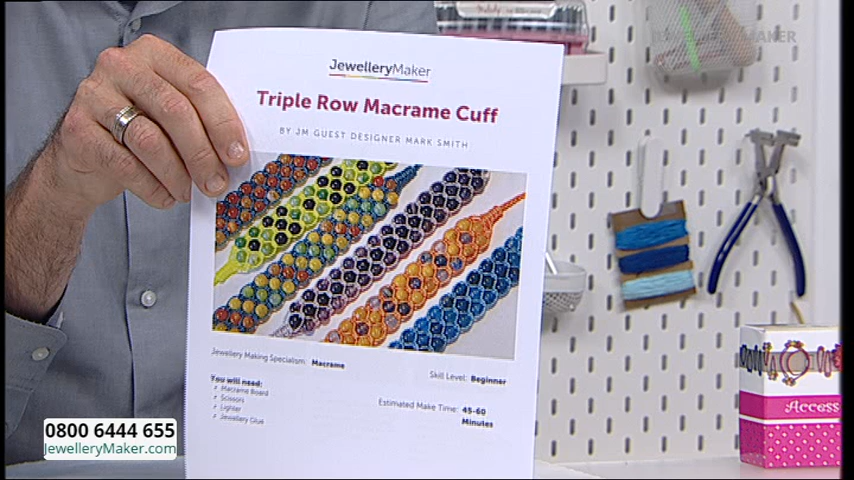 JEWELLERYMAKER
JewelleryMaker
Triple Row Macrame Cuff
BY JM GUEST DESIGNER MARK SMITH
Jewellery Making Specialism: Macrame
Skill Level: Beginner
You will need:
Macrame Board
Scissors
Lighter
Jewellery Glue
Estimated Make Time: 45-60
Minutes
Access
0800 6444 655
JewelleryMaker.com